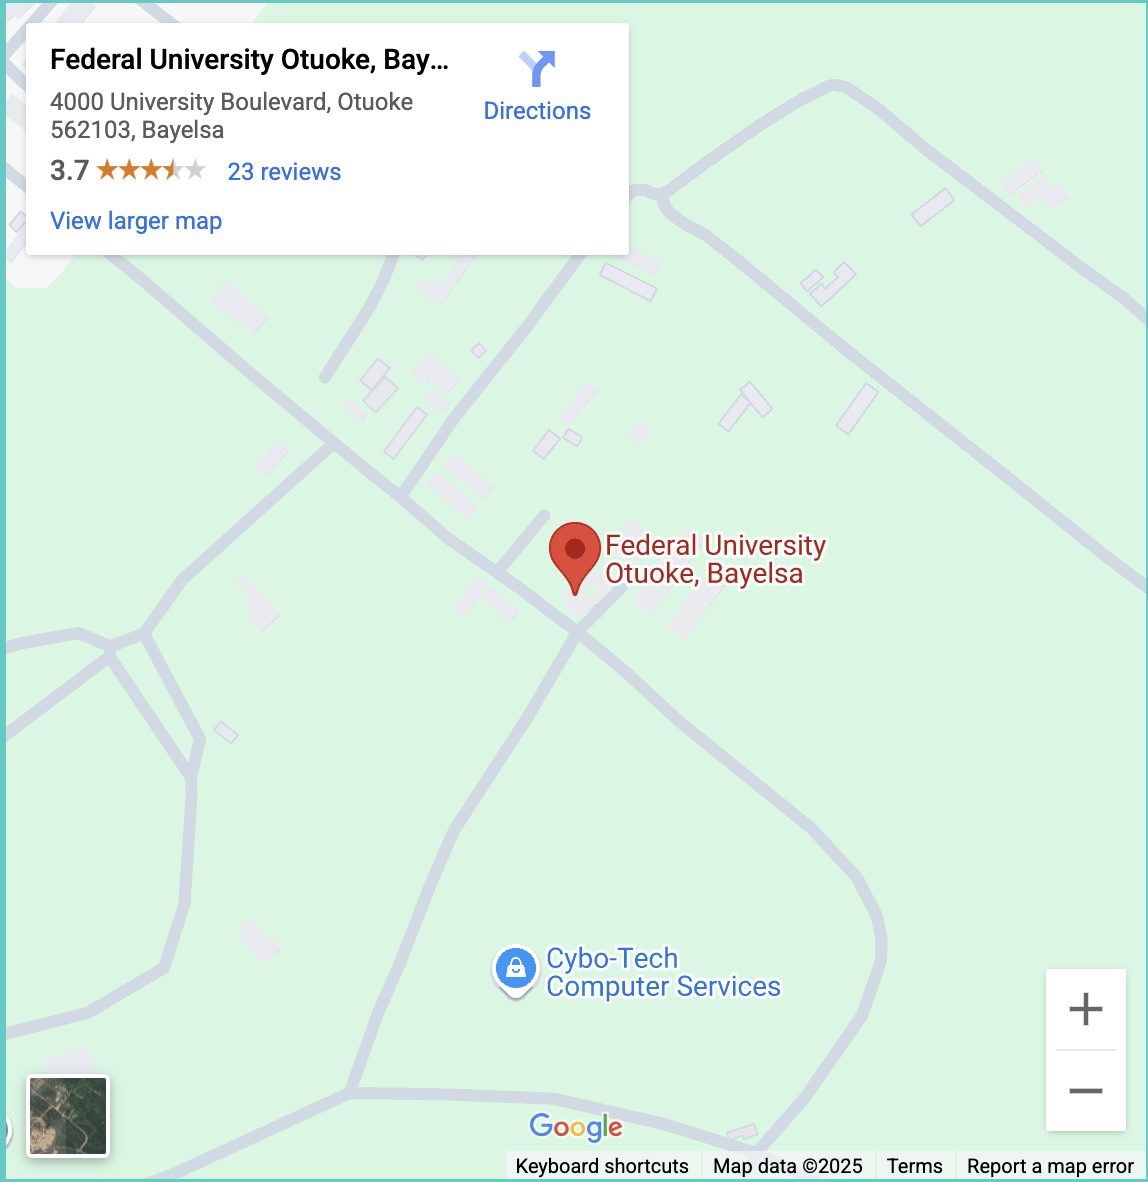 Federal University Otuoke, Bay...
Directions
4000 University Boulevard, Otuoke
562103, Bayelsa
3.7
23 reviews
View larger map
Federal University
Otuoke, Bayelsa
Cybo-Tech
Computer Services
Google
Keyboard shortcuts
Map data ©2025
Terms
Report a map error